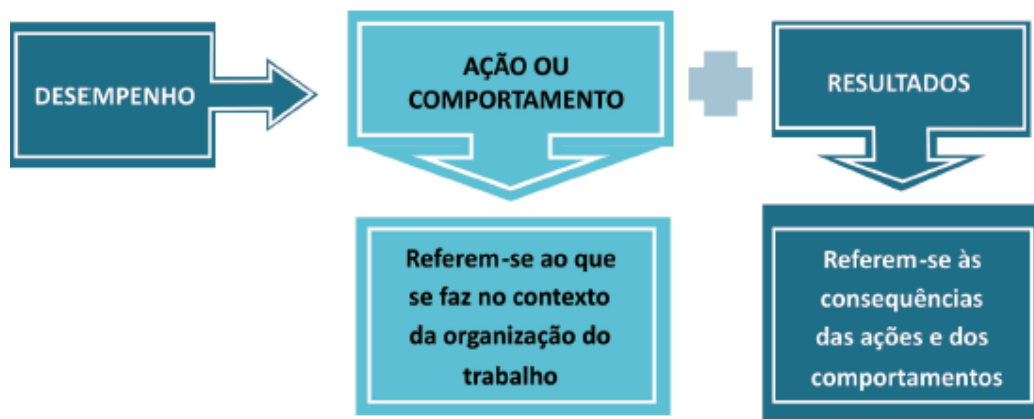 DESEMPENHO
AÇÃO OU
COMPORTAMENTO
RESULTADOS
Referem-se ao que
se faz no contexto
da organização do
trabalho
Referem-se às
consequências
das ações e dos
comportamentos